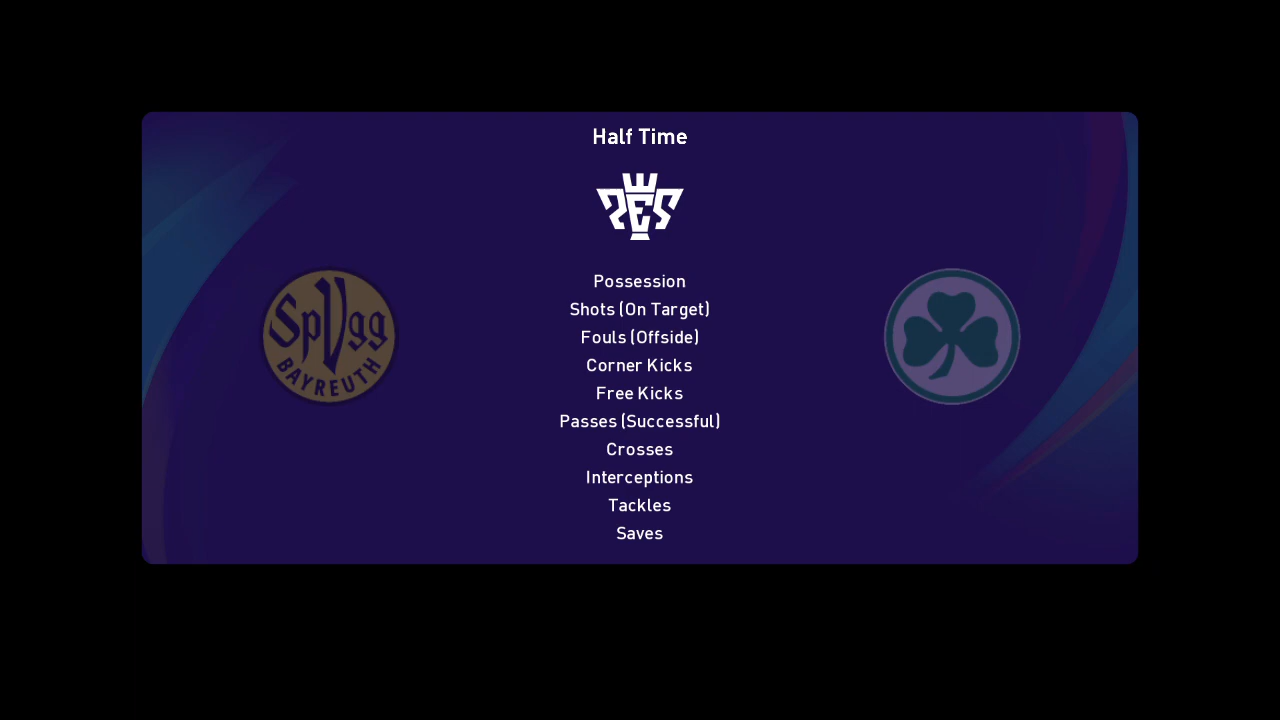 Half Time
PES
SpVgg
BAYREUTH
Possession
Shots (On Target)
Fouls (Offside)
Corner Kicks
Free Kicks
Passes (Successful)
Crosses
Interceptions
Tackles
Saves